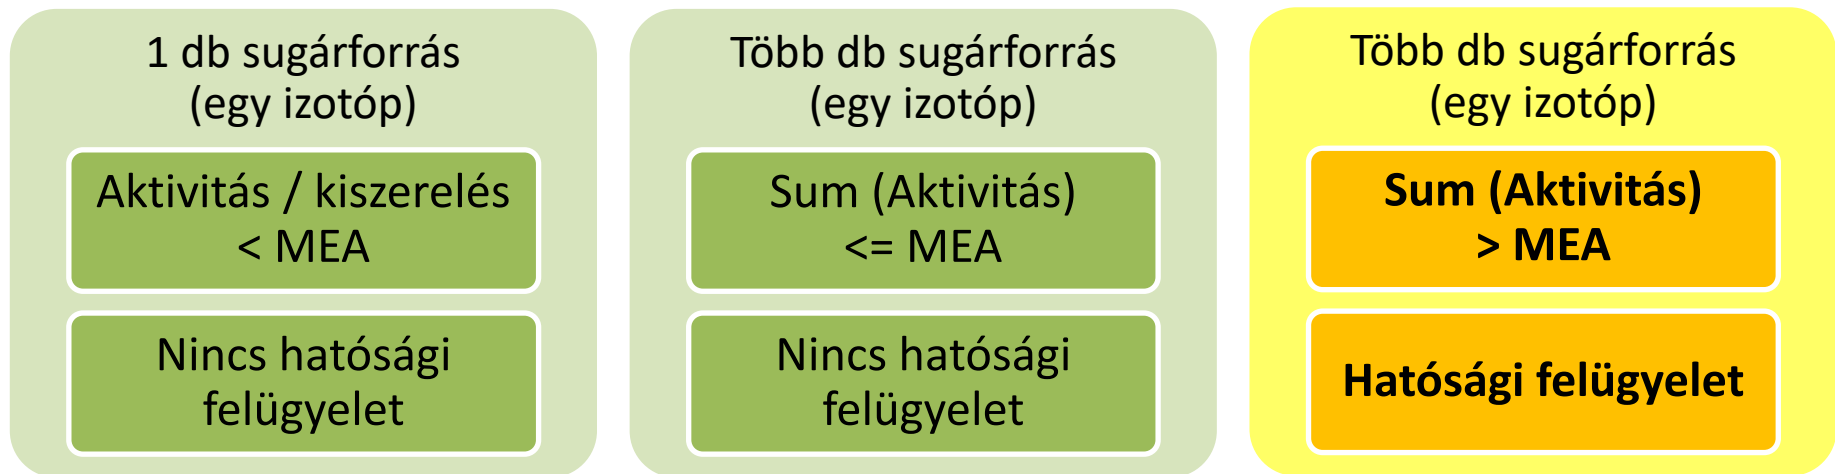 1 db sugárforrás
(egy izotóp)
Aktivitás / kiszerelés
< MEA
Nincs hatósági
felügyelet
Több db sugárforrás
(egy izotóp)
Sum (Aktivitás)
<= MEA
Nincs hatósági
felügyelet
Több db sugárforrás
(egy izotóp)
Sum (Aktivitás)
> MEA
Hatósági felügyelet